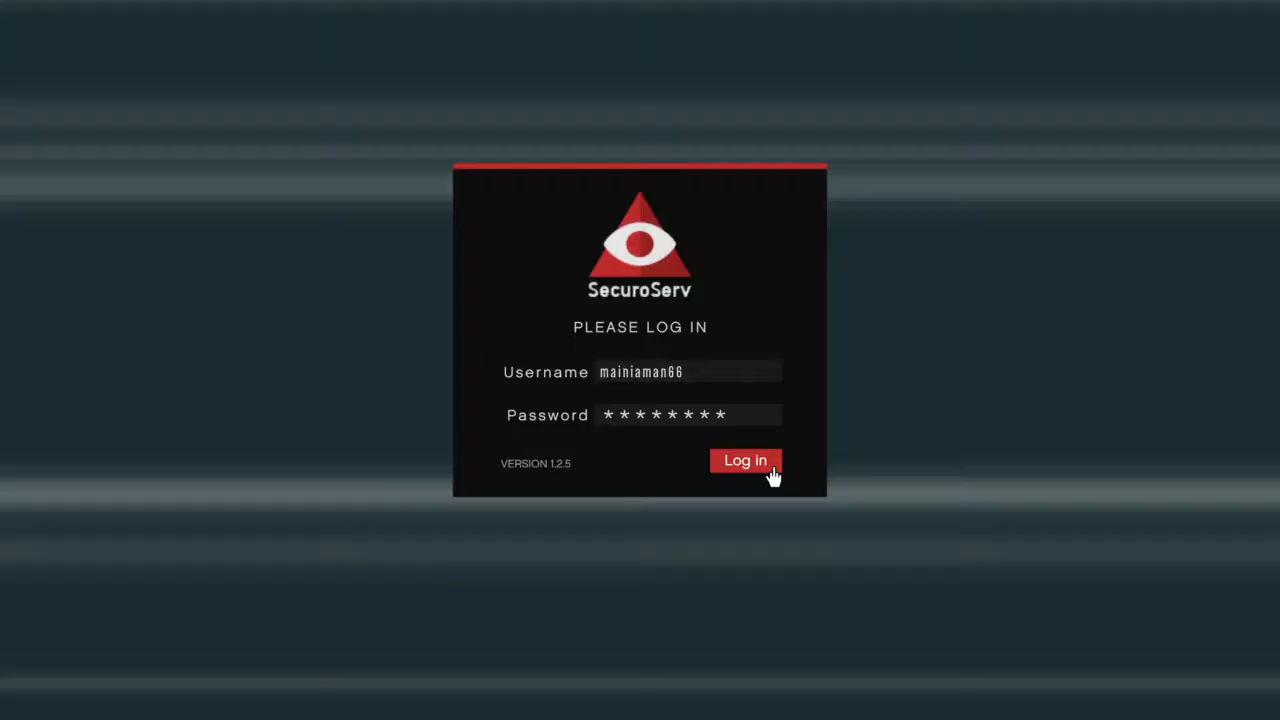 SecuroServ
PLEASE LOG IN
Username mainiaman66
Password ********
VERSION 1.2.5 Log in